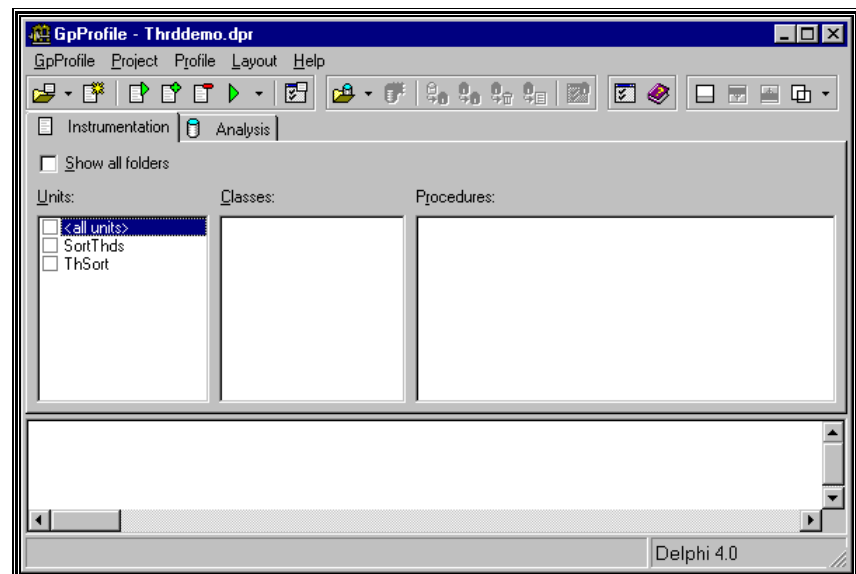 GpProfile - Thrddemo.dpr
GpProfile Project Profile Layout Help
Instrumentation Analysis
Show all folders
Units: Classes: Procedures:
<all units>
SortThds
ThSort
Delphi 4.0